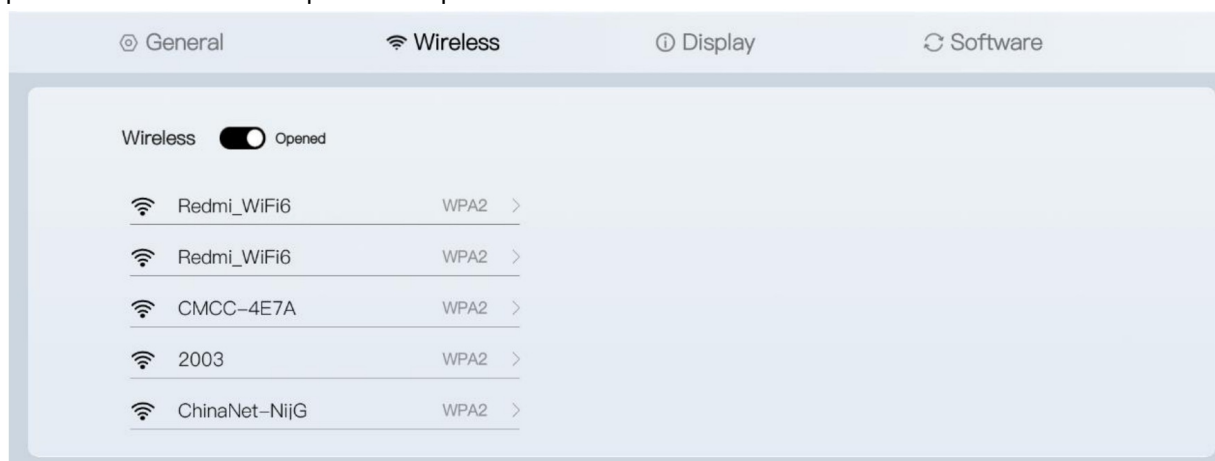 General Wireless Display Software
Wireless Opened
Redmi_WiFi6 WPA2
Redmi_WiFi6 WPA2
CMCC-4E7A WPA2
2003 WPA2
ChinaNet-NijG WPA2